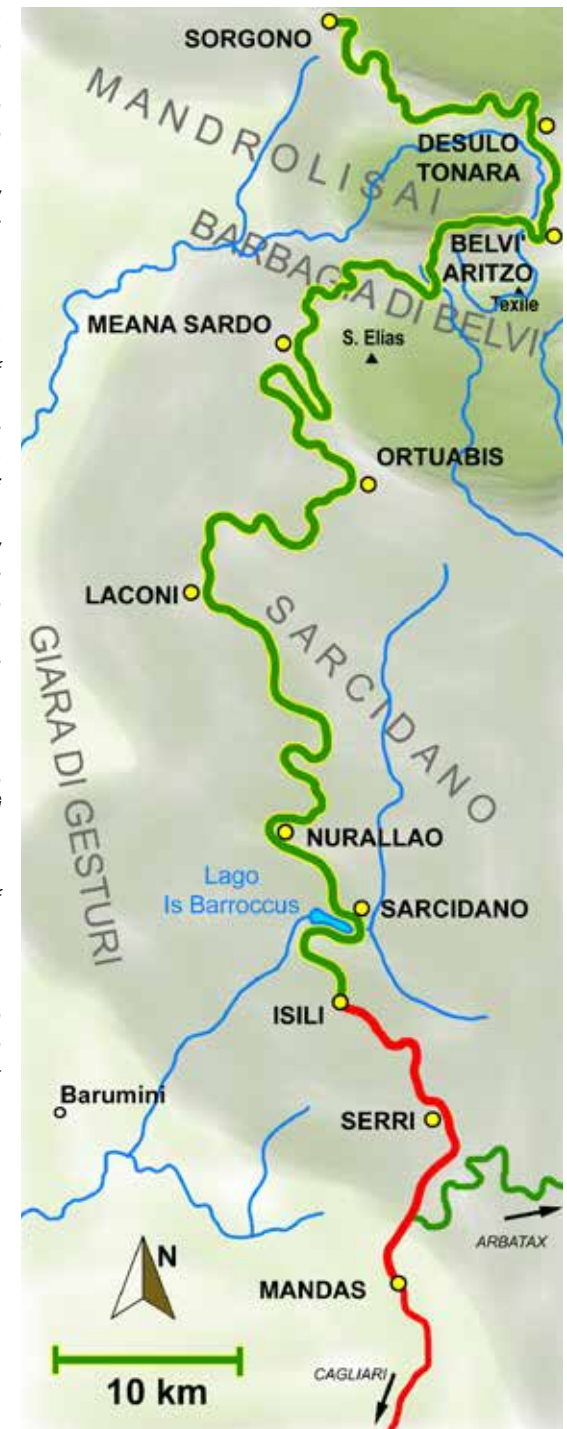 SORGONO
MANDROLISAI
DESULO
TONARA
BARBAGIA DI BELVI'
BELVI'
ARITZO
Texile
MEANA SARDO
S. Elias
ORTUABIS
LACONI
SARCIDANO
GIARA DI GESTURI
NURALLAO
Lago
Is Barroccus
SARCIDANO
ISILI
Barumini
SERRI
ARBATAX
N
MANDAS
10 km
CAGLIARI